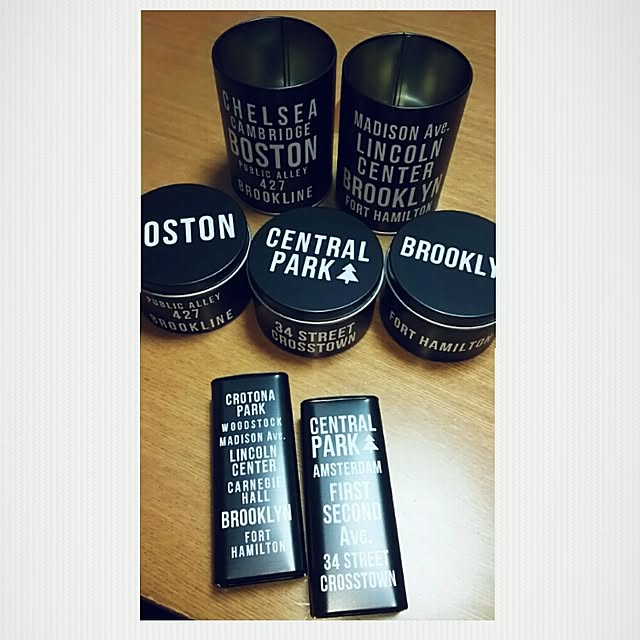 CHELSEA
CAMBRIDGE
BOSTON
PUBLIC ALLEY
427
BROOKLINE
MADISON Ave.
LINCOLN
CENTER
BROOKLYN
FORT HAMILTON
OSTON
PUBLIC ALLEY
427
BROOKLINE
CENTRAL
PARK
34 STREET
CROSSTOWN
BROOKLY
FORT HAMILTON
CROTONA
PARK
WOODSTOCK
MADISON Ave.
LINCOLN
CENTER
CARNEGIE
HALL
BROOKLYN
FORT
HAMILTON
CENTRAL
PARK
AMSTERDAM
FIRST
SECOND
Ave.
34 STREET
CROSSTOWN